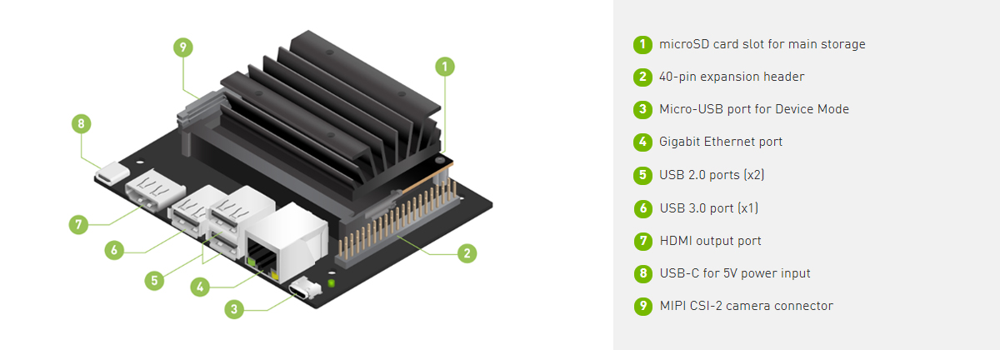 9
1
8
7
6
5
4
3
2
1 microSD card slot for main storage
2 40-pin expansion header
3 Micro-USB port for Device Mode
4 Gigabit Ethernet port
5 USB 2.0 ports (x2)
6 USB 3.0 port (x1)
7 HDMI output port
8 USB-C for 5V power input
9 MIPI CSI-2 camera connector